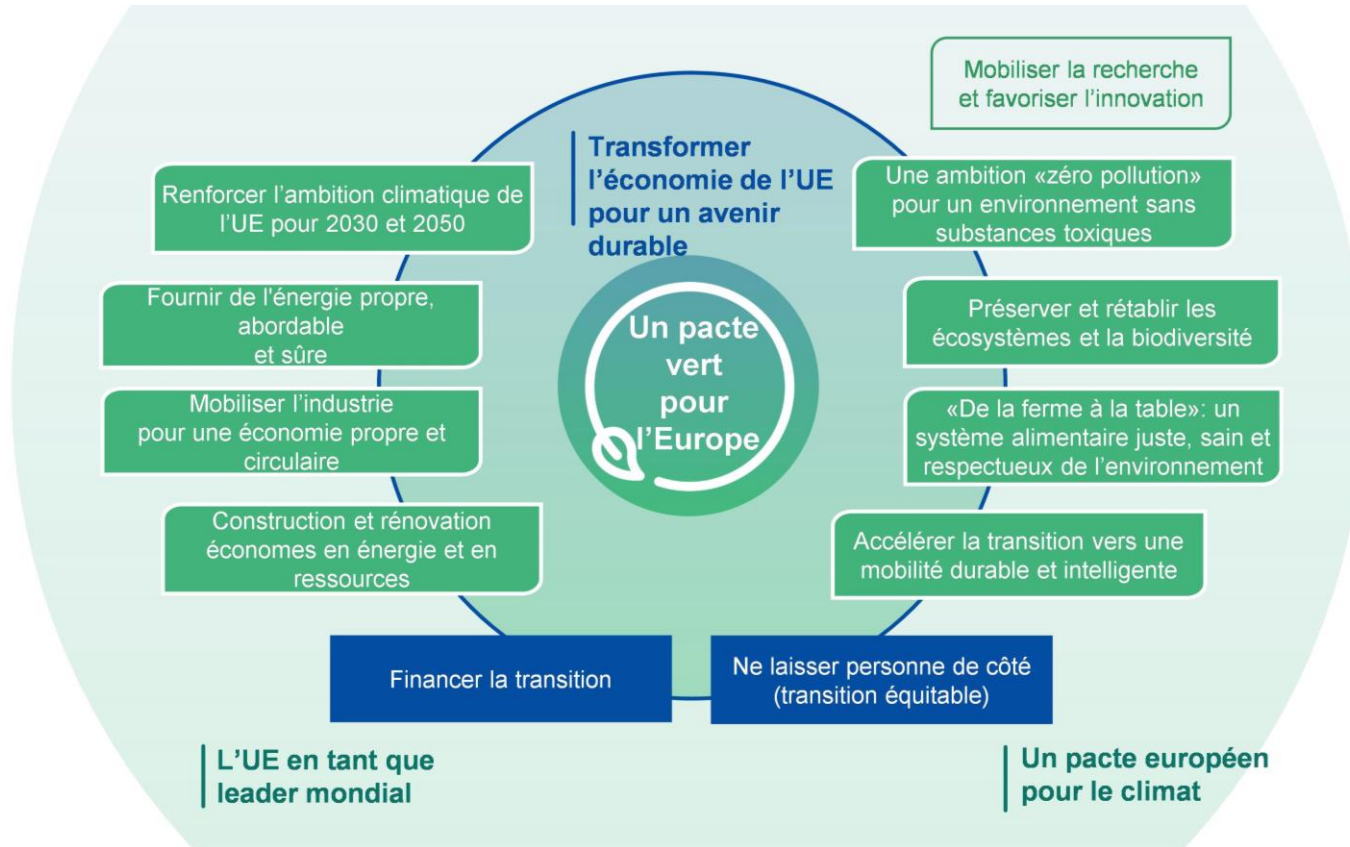 Mobiliser la recherche
et favoriser l’innovation
Transformer
l’économie de l’UE
pour un avenir
durable
Renforcer l’ambition climatique de
l’UE pour 2030 et 2050
Une ambition «zéro pollution»
pour un environnement sans
substances toxiques
Fournir de l'énergie propre,
abordable
et sûre
Préserver et rétablir les
écosystèmes et la biodiversité
Un pacte
vert
pour
l’Europe
Mobiliser l’industrie
pour une économie propre et
circulaire
«De la ferme à la table»: un
système alimentaire juste, sain et
respectueux de l’environnement
Construction et rénovation
économes en énergie et en
ressources
Accélérer la transition vers une
mobilité durable et intelligente
Financer la transition
Ne laisser personne de côté
(transition équitable)
L’UE en tant que
leader mondial
Un pacte européen
pour le climat